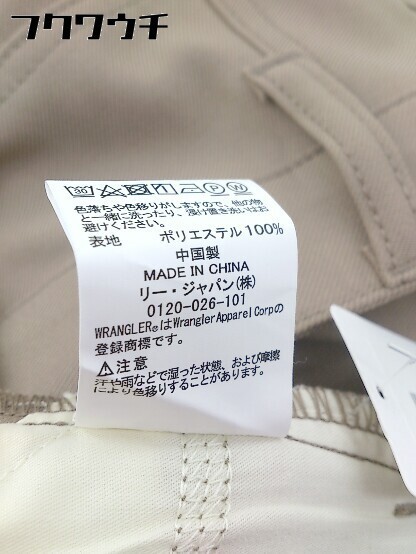 フクワウチ
30
P W
色落ちや色移りがしますので、他の物
と一緒に洗ったり、浸け置き洗いはお
避けください。
表地 ポリエステル100%
中国製
MADE IN CHINA
リー・ジャパン(株)
0120-026-101
WRANGLER®はWrangler Apparel Corpの
登録商標です。
⚠注意
汗や雨などで湿った状態、および摩擦
により色移りすることがあります。